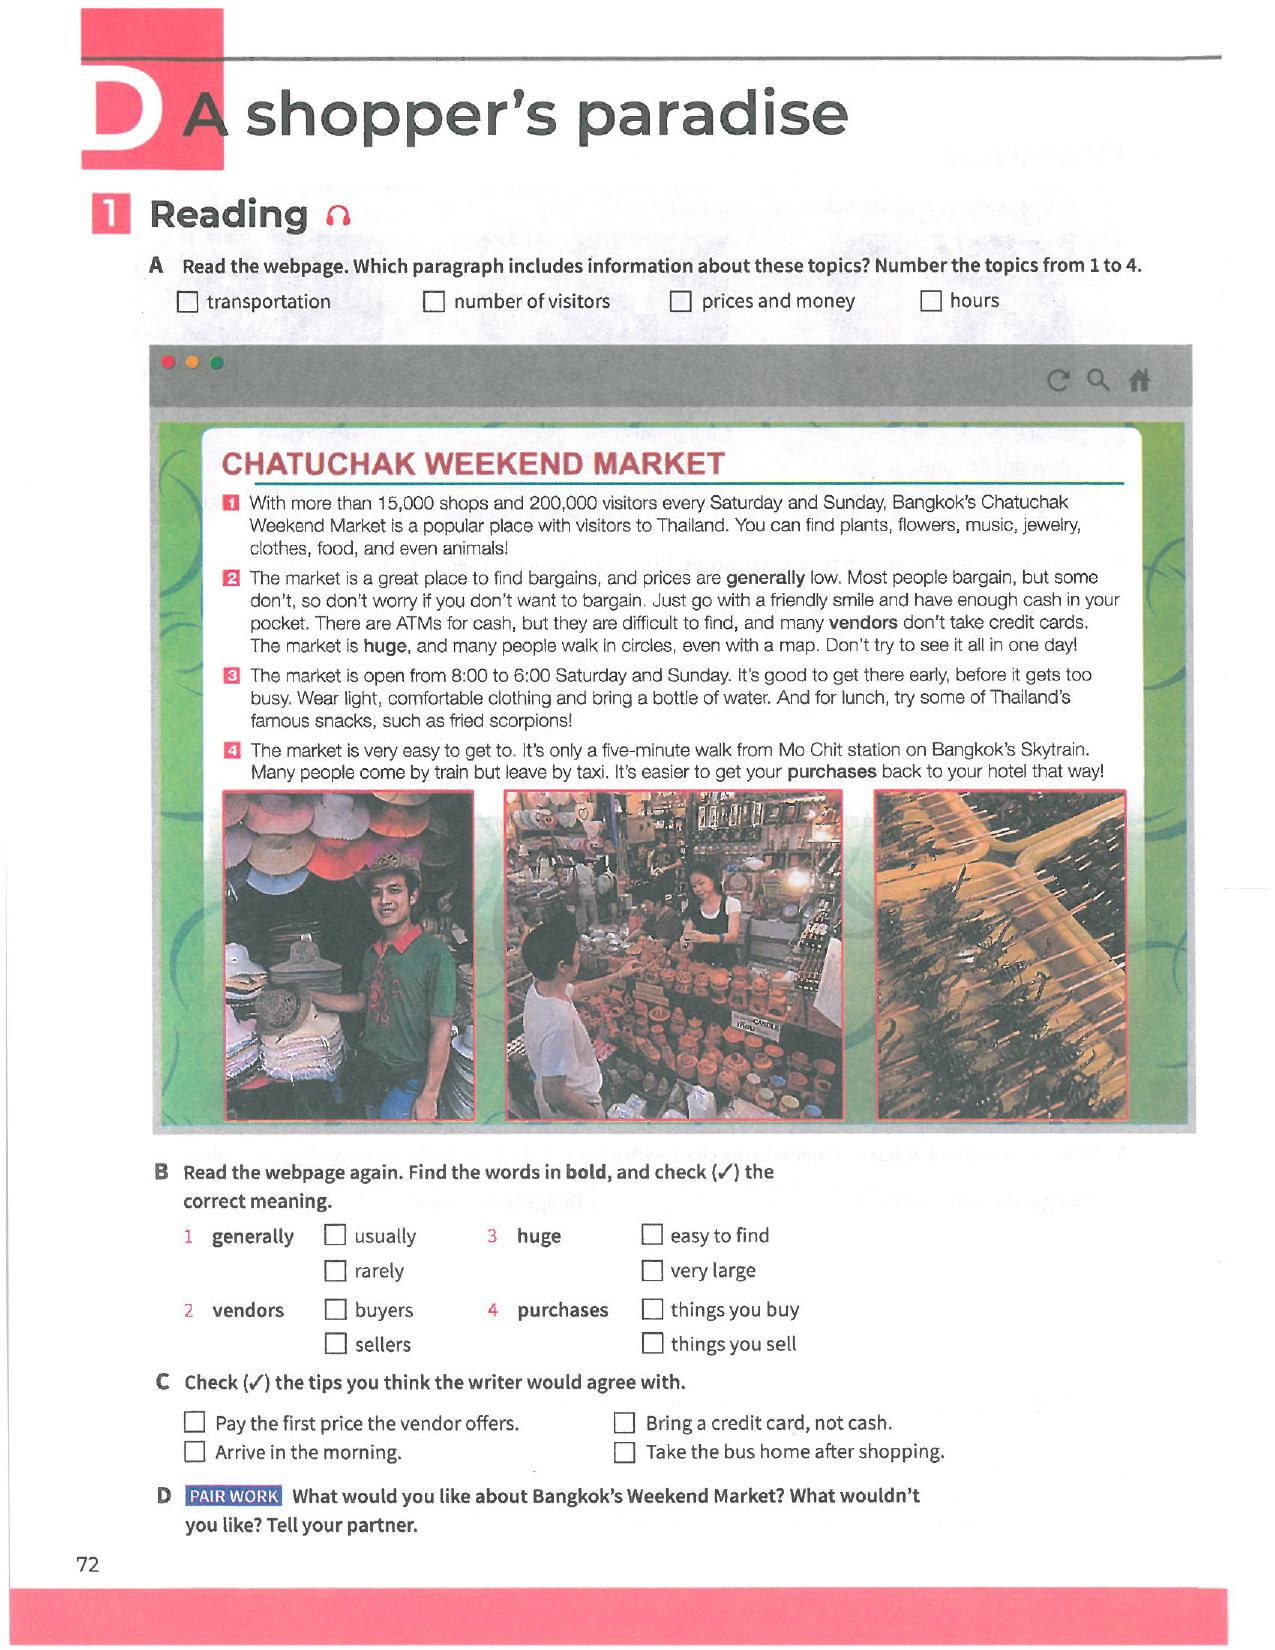 D A shopper's paradise
1 Reading
A Read the webpage. Which paragraph includes information about these topics? Number the topics from 1 to 4.
transportation number of visitors prices and money hours
CHATUCHAK WEEKEND MARKET
1 With more than 15,000 shops and 200,000 visitors every Saturday and Sunday, Bangkok's Chatuchak
Weekend Market is a popular place with visitors to Thailand. You can find plants, flowers, music, jewelry,
clothes, food, and even animals!
2 The market is a great place to find bargains, and prices are generally low. Most people bargain, but some
don't, so don't worry if you don't want to bargain. Just go with a friendly smile and have enough cash in your
pocket. There are ATMs for cash, but they are difficult to find, and many vendors don't take credit cards.
The market is huge, and many people walk in circles, even with a map. Don't try to see it all in one day!
3 The market is open from 8:00 to 6:00 Saturday and Sunday. It's good to get there early, before it gets too
busy. Wear light, comfortable clothing and bring a bottle of water. And for lunch, try some of Thailand's
famous snacks, such as fried scorpions!
4 The market is very easy to get to. It's only a five-minute walk from Mo Chit station on Bangkok's Skytrain.
Many people come by train but leave by taxi. It's easier to get your purchases back to your hotel that way!
CANDLE
B Read the webpage again. Find the words in bold, and check (✓) the
correct meaning.
1 generally usually 3 huge easy to find
rarely very large
2 vendors buyers 4 purchases things you buy
sellers things you sell
C Check (✓) the tips you think the writer would agree with.
Pay the first price the vendor offers. Bring a credit card, not cash.
Arrive in the morning. Take the bus home after shopping.
D PAIR WORK What would you like about Bangkok's Weekend Market? What wouldn't
you like? Tell your partner.
72